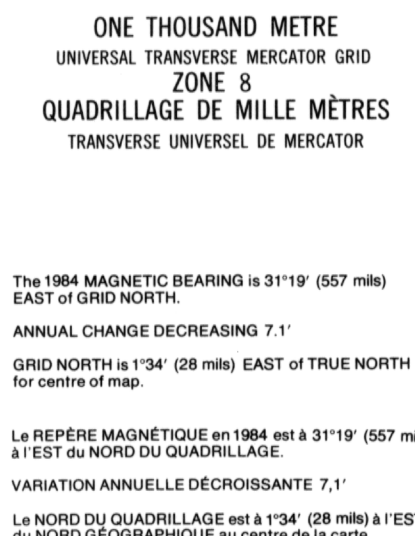 ONE THOUSAND METRE
UNIVERSAL TRANSVERSE MERCATOR GRID
ZONE 8
QUADRILLAGE DE MILLE MÈTRES
TRANSVERSE UNIVERSEL DE MERCATOR
The 1984 MAGNETIC BEARING is 31°19′ (557 mils)
EAST of GRID NORTH.
ANNUAL CHANGE DECREASING 7.1′
GRID NORTH is 1°34′ (28 mils) EAST of TRUE NORTH
for centre of map.
Le REPÈRE MAGNÉTIQUE en 1984 est à 31°19′ (557 mi
à l'EST du NORD DU QUADRILLAGE.
VARIATION ANNUELLE DÉCROISSANTE 7,1′
Le NORD DU QUADRILLAGE est à 1°34′ (28 mils) à l'EST
du NORD GÉOGRAPHIQUE au centre de la carte